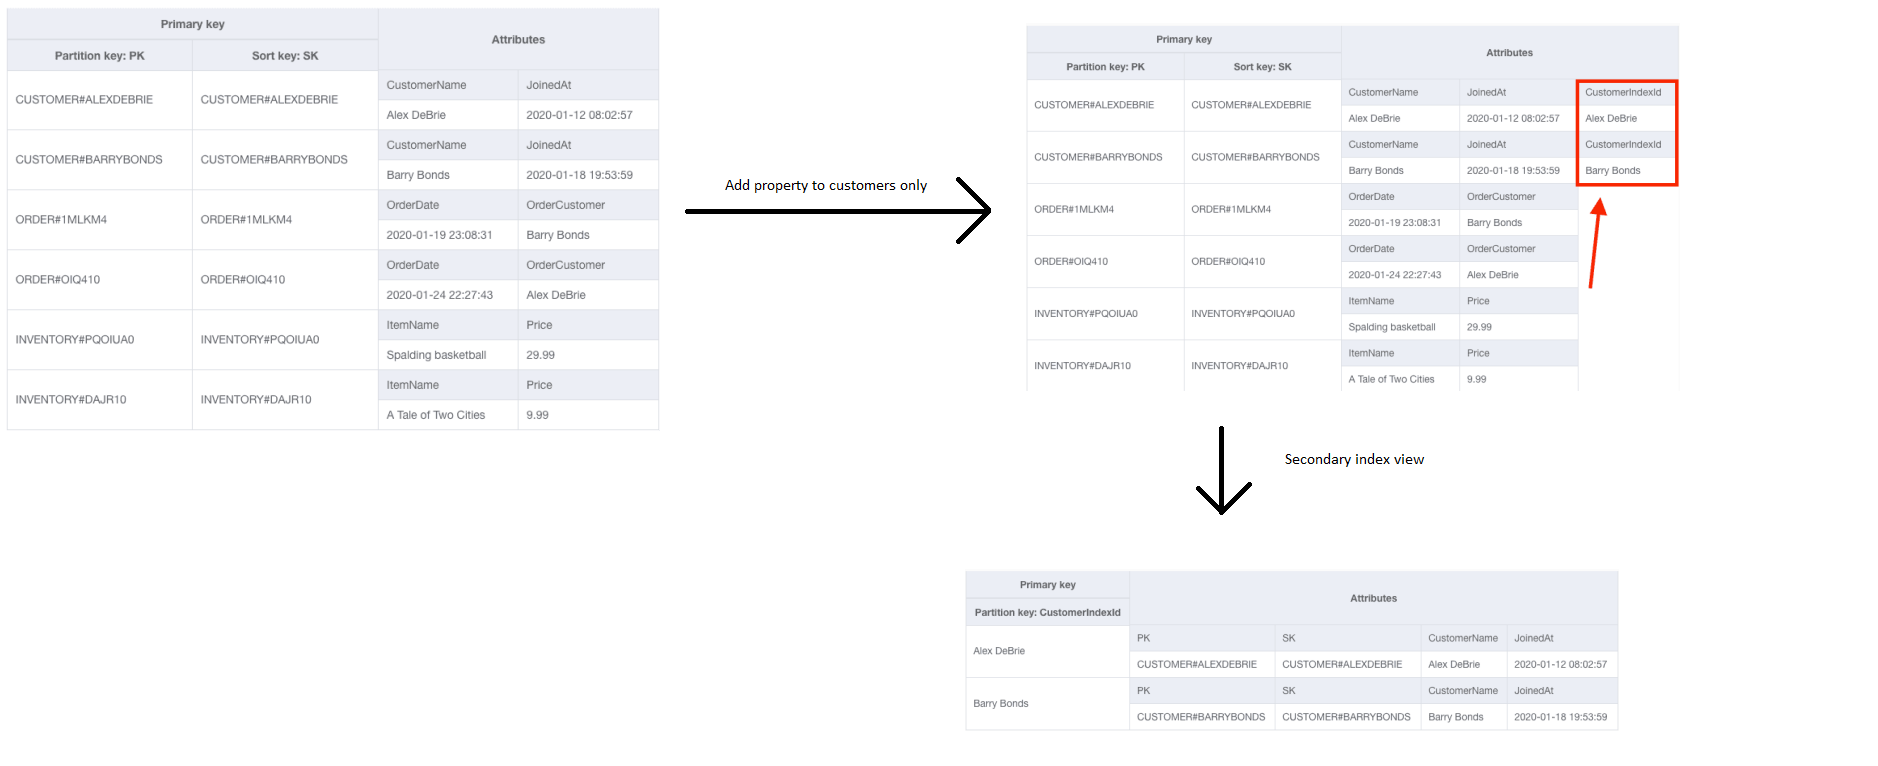 Primary key
Attributes
Partition key: PK Sort key: SK
CUSTOMER#ALEXDEBRIE CUSTOMER#ALEXDEBRIE
CustomerName JoinedAt
Alex DeBrie 2020-01-12 08:02:57
CUSTOMER#BARRYBONDS CUSTOMER#BARRYBONDS
CustomerName JoinedAt
Barry Bonds 2020-01-18 19:53:59
ORDER#1MLKM4 ORDER#1MLKM4
OrderDate OrderCustomer
2020-01-19 23:08:31 Barry Bonds
ORDER#OIQ410 ORDER#OIQ410
OrderDate OrderCustomer
2020-01-24 22:27:43 Alex DeBrie
INVENTORY#PQOIUA0 INVENTORY#PQOIUA0
ItemName Price
Spalding basketball 29.99
INVENTORY#DAJR10 INVENTORY#DAJR10
ItemName Price
A Tale of Two Cities 9.99
Add property to customers only
Primary key
Attributes
Partition key: PK Sort key: SK
CUSTOMER#ALEXDEBRIE CUSTOMER#ALEXDEBRIE
CustomerName JoinedAt CustomerIndexId
Alex DeBrie 2020-01-12 08:02:57 Alex DeBrie
CUSTOMER#BARRYBONDS CUSTOMER#BARRYBONDS
CustomerName JoinedAt CustomerIndexId
Barry Bonds 2020-01-18 19:53:59 Barry Bonds
ORDER#1MLKM4 ORDER#1MLKM4
OrderDate OrderCustomer
2020-01-19 23:08:31 Barry Bonds
ORDER#OIQ410 ORDER#OIQ410
OrderDate OrderCustomer
2020-01-24 22:27:43 Alex DeBrie
INVENTORY#PQOIUA0 INVENTORY#PQOIUA0
ItemName Price
Spalding basketball 29.99
INVENTORY#DAJR10 INVENTORY#DAJR10
ItemName Price
A Tale of Two Cities 9.99
Secondary index view
Primary key
Attributes
Partition key: CustomerIndexId
Alex DeBrie
PK SK CustomerName JoinedAt
CUSTOMER#ALEXDEBRIE CUSTOMER#ALEXDEBRIE Alex DeBrie 2020-01-12 08:02:57
Barry Bonds
PK SK CustomerName JoinedAt
CUSTOMER#BARRYBONDS CUSTOMER#BARRYBONDS Barry Bonds 2020-01-18 19:53:59